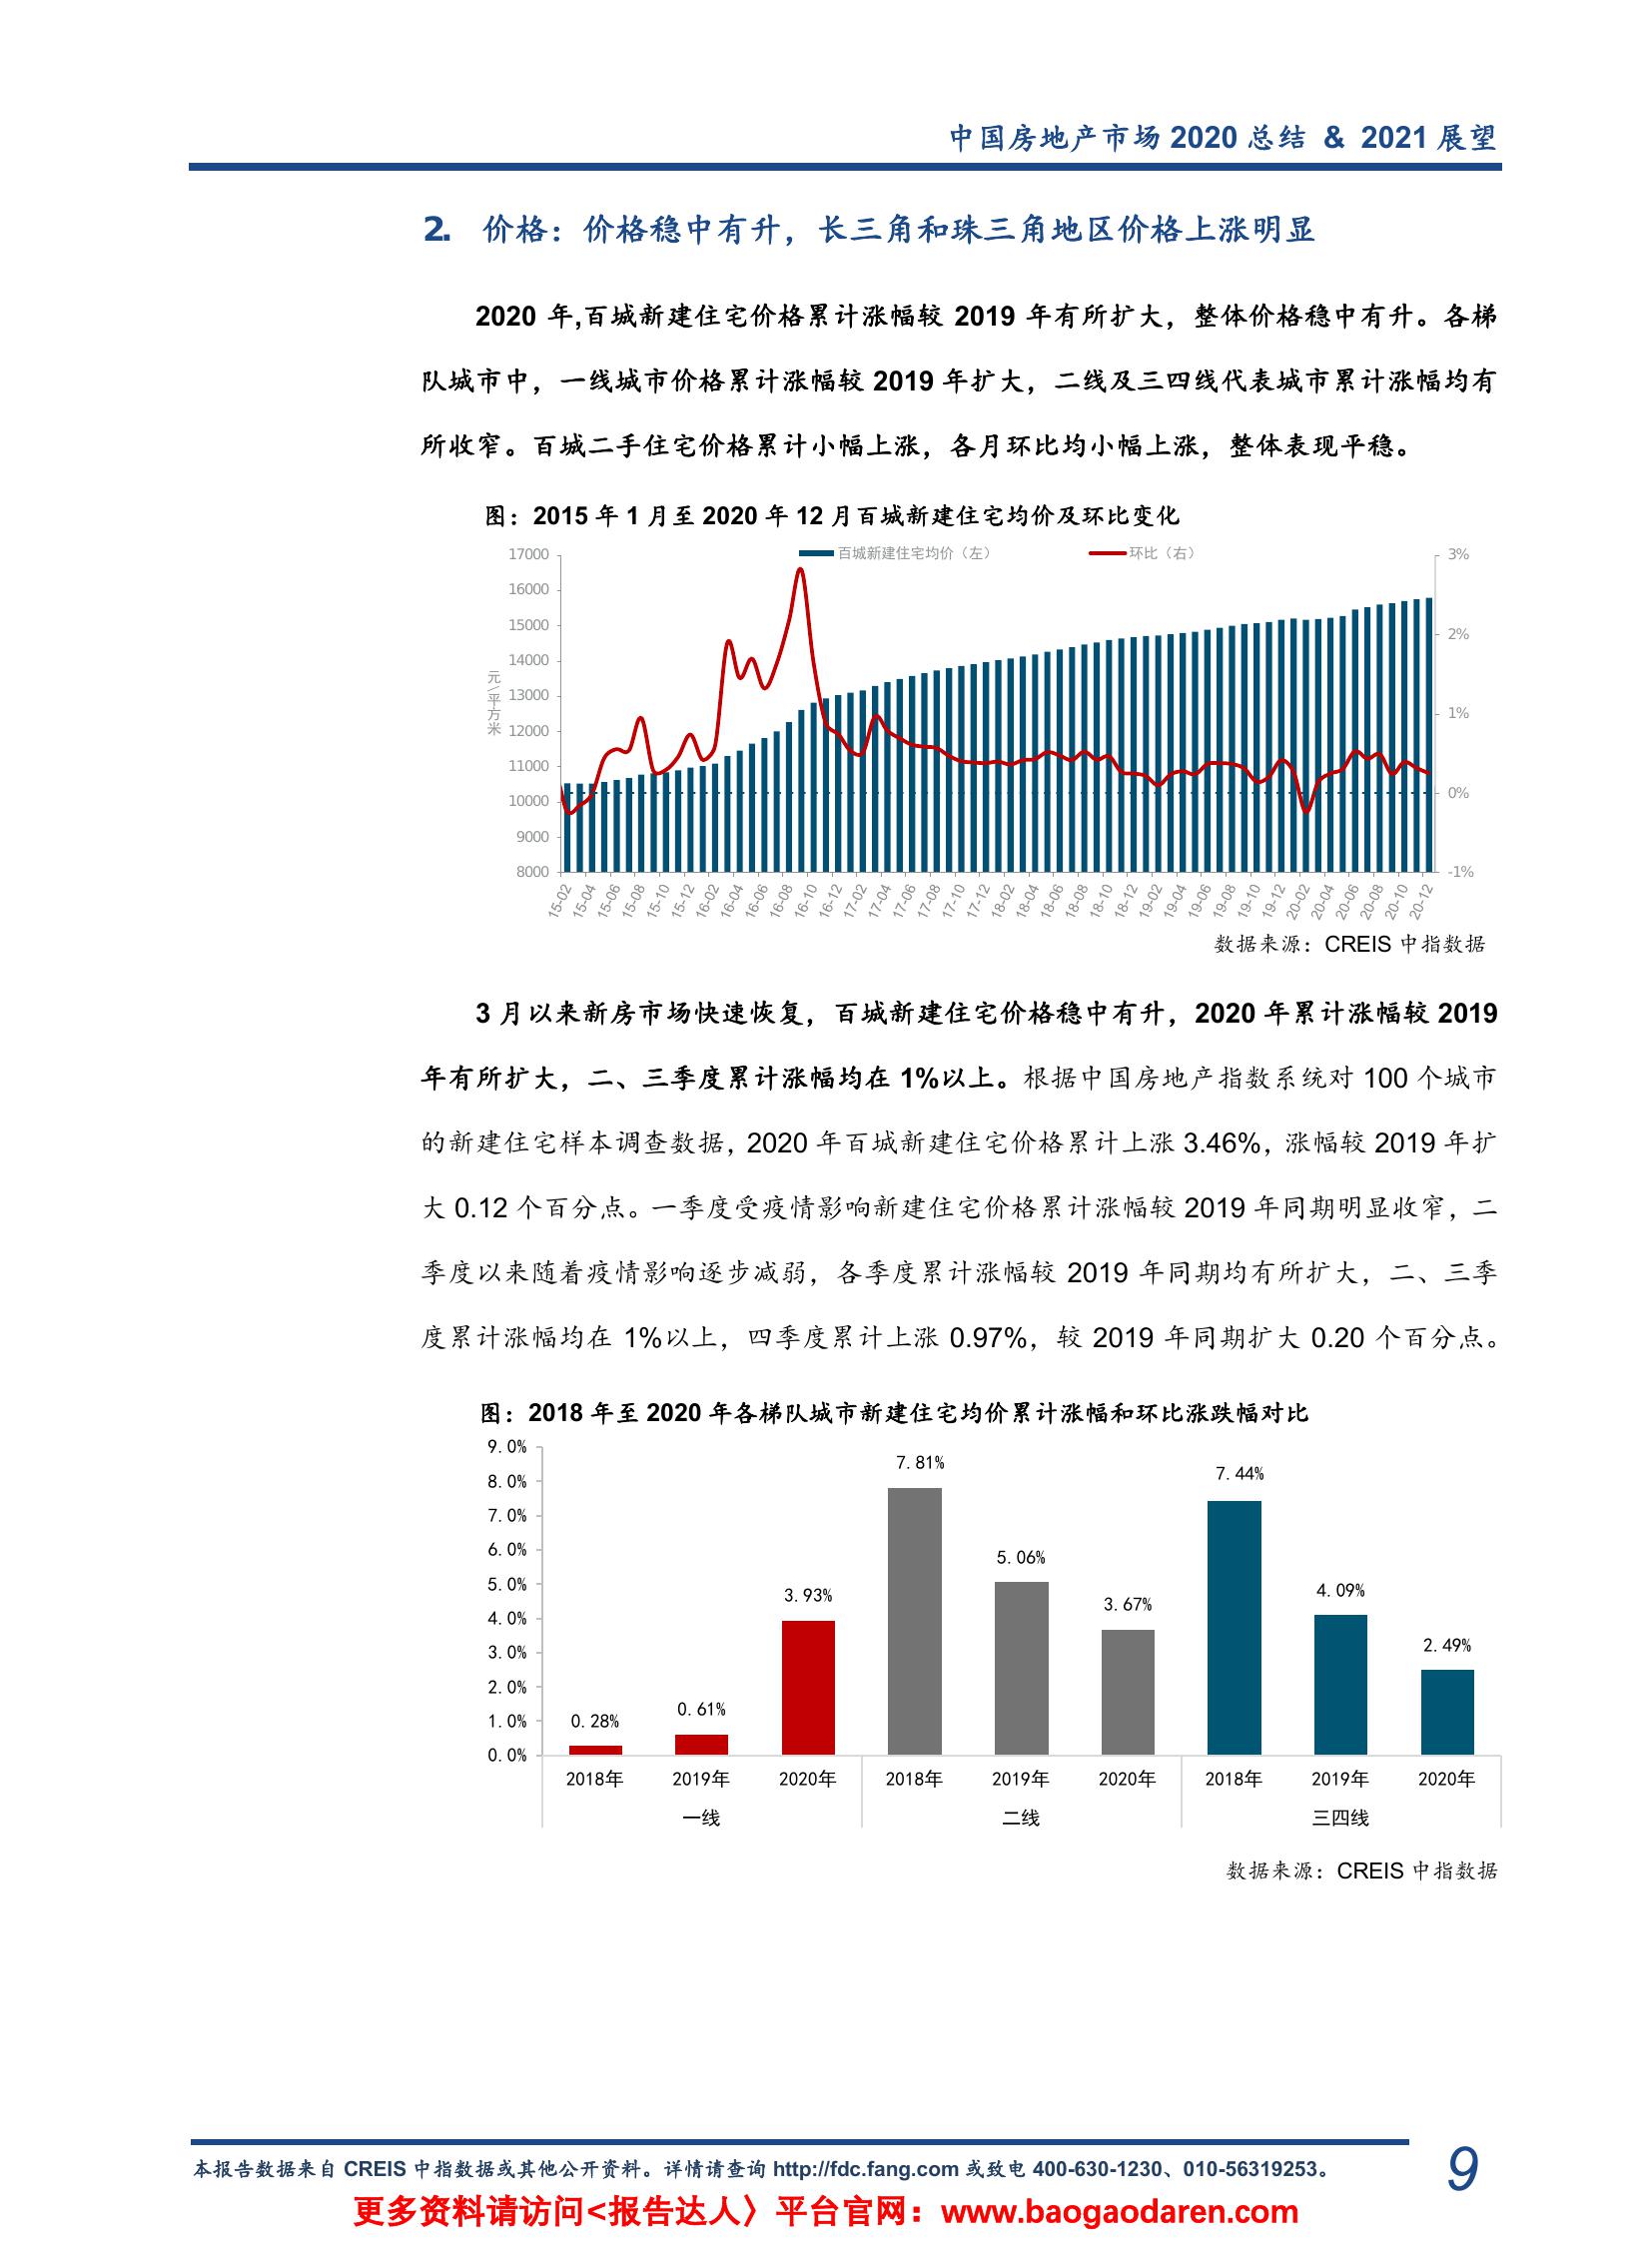 中国房地产市场 2020 总结 & 2021 展望
2. 价格：价格稳中有升，长三角和珠三角地区价格上涨明显
2020 年,百城新建住宅价格累计涨幅较 2019 年有所扩大，整体价格稳中有升。各梯
队城市中，一线城市价格累计涨幅较 2019 年扩大，二线及三四线代表城市累计涨幅均有
所收窄。百城二手住宅价格累计小幅上涨，各月环比均小幅上涨，整体表现平稳。
图：2015 年 1 月至 2020 年 12 月百城新建住宅均价及环比变化
百城新建住宅均价（左） 环比（右）
元/平方米
17000
16000
15000
14000
13000
12000
11000
10000
9000
8000
3%
2%
1%
0%
-1%
15-02 15-04 15-06 15-08 15-10 15-12 16-02 16-04 16-06 16-08 16-10 16-12 17-02 17-04 17-06 17-08 17-10 17-12 18-02 18-04 18-06 18-08 18-10 18-12 19-02 19-04 19-06 19-08 19-10 19-12 20-02 20-04 20-06 20-08 20-10 20-12
数据来源：CREIS 中指数据
3 月以来新房市场快速恢复，百城新建住宅价格稳中有升，2020 年累计涨幅较 2019
年有所扩大，二、三季度累计涨幅均在 1%以上。根据中国房地产指数系统对 100 个城市
的新建住宅样本调查数据，2020 年百城新建住宅价格累计上涨 3.46%，涨幅较 2019 年扩
大 0.12 个百分点。一季度受疫情影响新建住宅价格累计涨幅较 2019 年同期明显收窄，二
季度以来随着疫情影响逐步减弱，各季度累计涨幅较 2019 年同期均有所扩大，二、三季
度累计涨幅均在 1%以上，四季度累计上涨 0.97%，较 2019 年同期扩大 0.20 个百分点。
图：2018 年至 2020 年各梯队城市新建住宅均价累计涨幅和环比涨跌幅对比
9.0%
8.0%
7.0%
6.0%
5.0%
4.0%
3.0%
2.0%
1.0%
0.0%
0.28% 0.61% 3.93% 7.81% 5.06% 3.67% 7.44% 4.09% 2.49%
2018年 2019年 2020年 2018年 2019年 2020年 2018年 2019年 2020年
一线 二线 三四线
数据来源：CREIS 中指数据
本报告数据来自 CREIS 中指数据或其他公开资料。详情请查询 http://fdc.fang.com 或致电 400-630-1230、010-56319253。
9
更多资料请访问<报告达人〉平台官网：www.baogaodaren.com